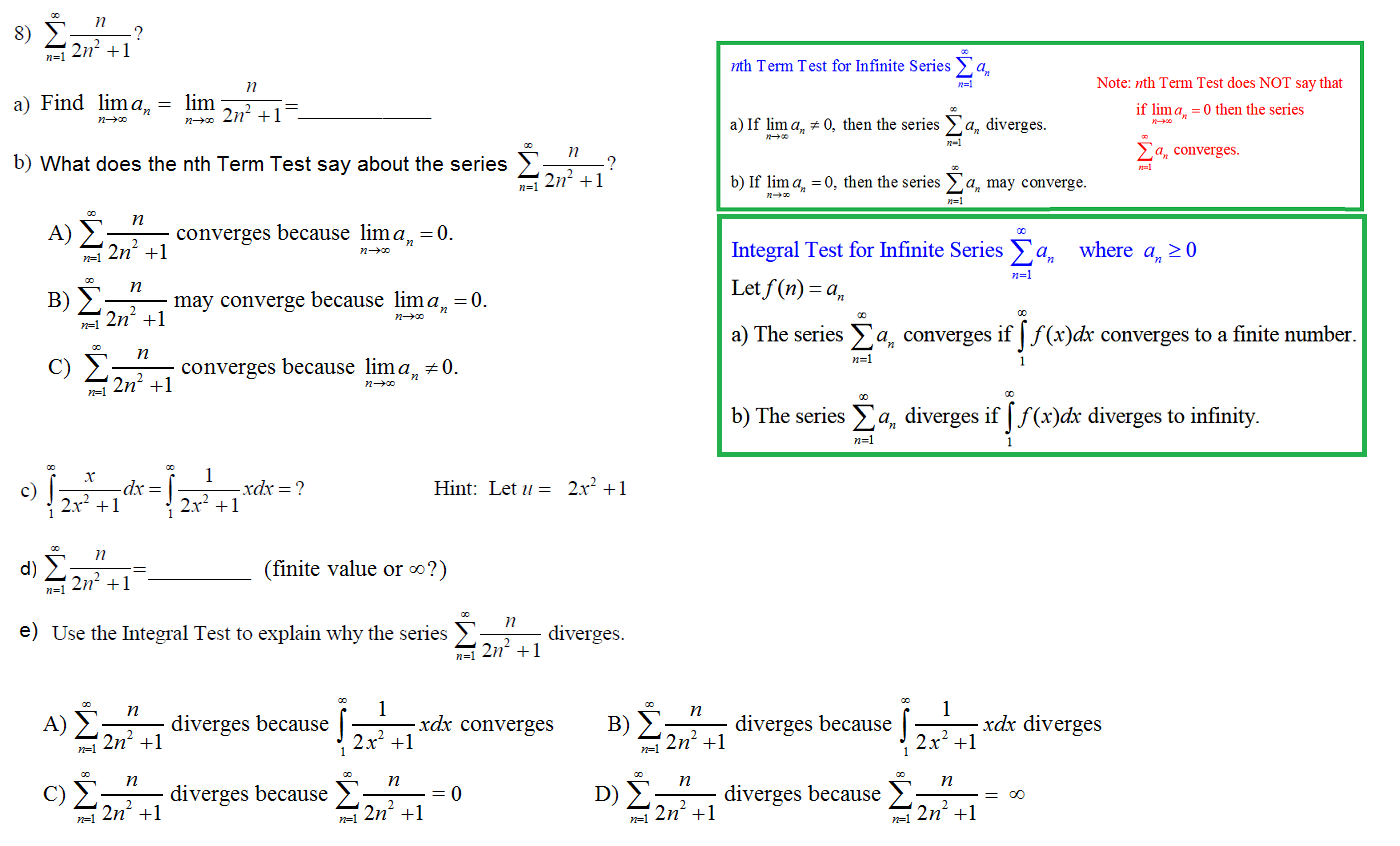 8) \sum_{n=1}^{\infty} \frac{n}{2n^2+1}?
a) Find \lim_{n\to\infty} a_n = \lim_{n\to\infty} \frac{n}{2n^2+1} = ____________
b) What does the nth Term Test say about the series \sum_{n=1}^{\infty} \frac{n}{2n^2+1}?
A) \sum_{n=1}^{\infty} \frac{n}{2n^2+1} converges because \lim_{n\to\infty} a_n = 0.
B) \sum_{n=1}^{\infty} \frac{n}{2n^2+1} may converge because \lim_{n\to\infty} a_n = 0.
C) \sum_{n=1}^{\infty} \frac{n}{2n^2+1} converges because \lim_{n\to\infty} a_n ≠ 0.
nth Term Test for Infinite Series \sum_{n=1}^{\infty} a_n
a) If \lim_{n\to\infty} a_n ≠ 0, then the series \sum_{n=1}^{\infty} a_n diverges.
b) If \lim_{n\to\infty} a_n = 0, then the series \sum_{n=1}^{\infty} a_n may converge.
Note: nth Term Test does NOT say that
if \lim_{n\to\infty} a_n = 0 then the series
\sum_{n=1}^{\infty} a_n converges.
Integral Test for Infinite Series \sum_{n=1}^{\infty} a_n where a_n ≥ 0
Let f(n) = a_n
a) The series \sum_{n=1}^{\infty} a_n converges if \int_1^{\infty} f(x)dx converges to a finite number.
b) The series \sum_{n=1}^{\infty} a_n diverges if \int_1^{\infty} f(x)dx diverges to infinity.
c) \int_1^{\infty} \frac{x}{2x^2+1} dx = \int_1^{\infty} \frac{1}{2x^2+1} xdx = ? Hint: Let u = 2x^2+1
d) \sum_{n=1}^{\infty} \frac{n}{2n^2+1} = _________ (finite value or ∞?)
e) Use the Integral Test to explain why the series \sum_{n=1}^{\infty} \frac{n}{2n^2+1} diverges.
A) \sum_{n=1}^{\infty} \frac{n}{2n^2+1} diverges because \int_1^{\infty} \frac{1}{2x^2+1} xdx converges
B) \sum_{n=1}^{\infty} \frac{n}{2n^2+1} diverges because \int_1^{\infty} \frac{1}{2x^2+1} xdx diverges
C) \sum_{n=1}^{\infty} \frac{n}{2n^2+1} diverges because \sum_{n=1}^{\infty} \frac{n}{2n^2+1} = 0
D) \sum_{n=1}^{\infty} \frac{n}{2n^2+1} diverges because \sum_{n=1}^{\infty} \frac{n}{2n^2+1} = ∞